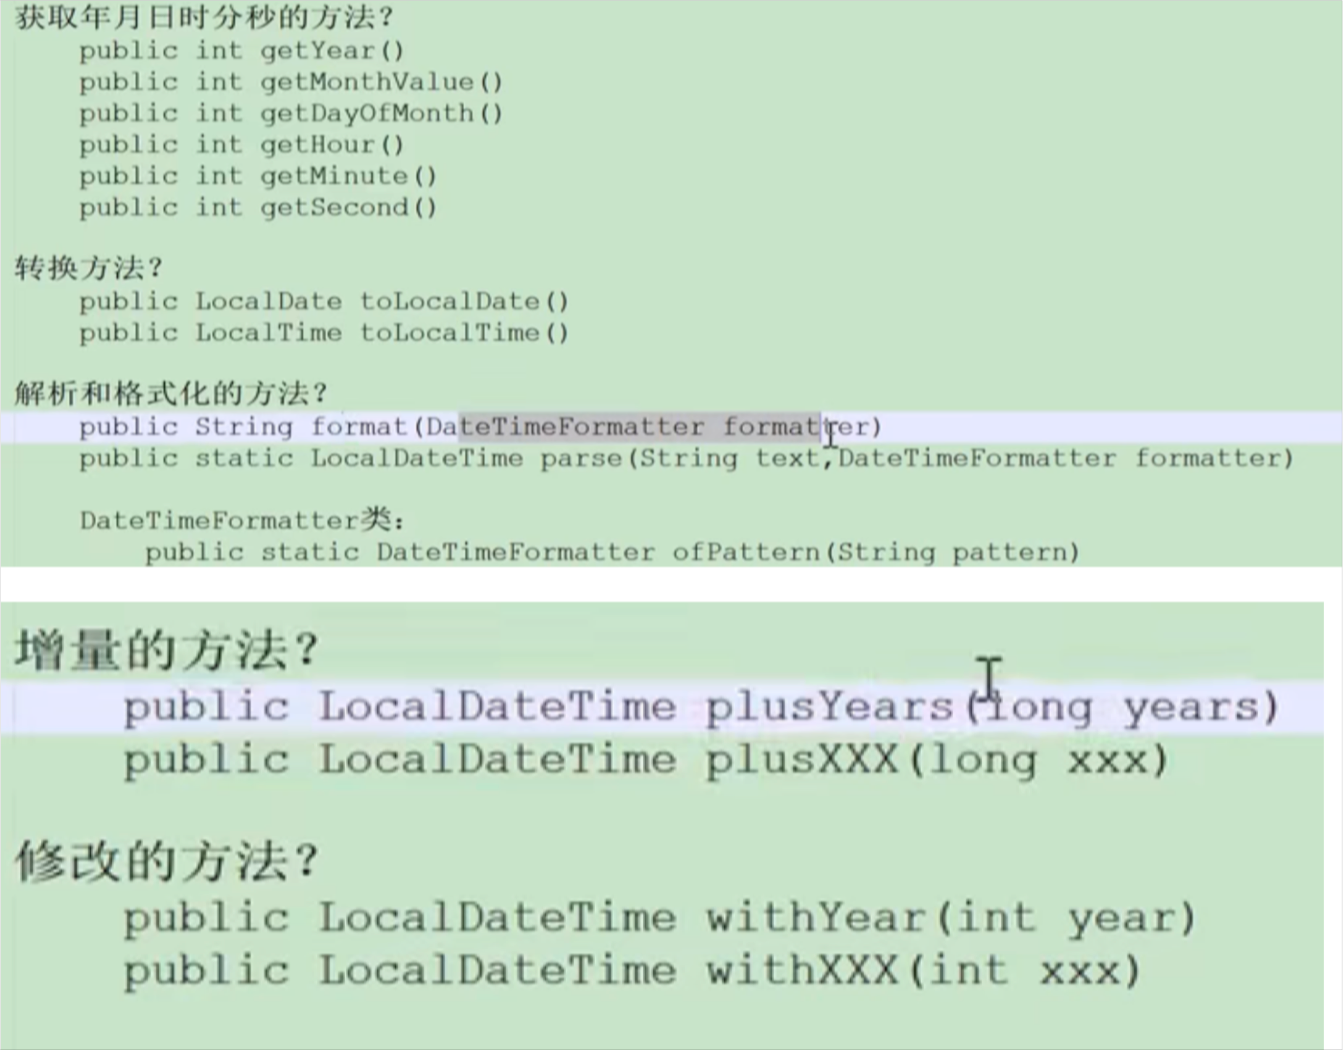 获取年月日时分秒的方法?
public int getYear()
public int getMonthValue()
public int getDayOfMonth()
public int getHour()
public int getMinute()
public int getSecond()
转换方法?
public LocalDate toLocalDate()
public LocalTime toLocalTime()
解析和格式化的方法?
public String format(DateTimeFormatter formatter)
public static LocalDateTime parse(String text,DateTimeFormatter formatter)
DateTimeFormatter类:
public static DateTimeFormatter ofPattern(String pattern)
增量的方法?
public LocalDateTime plusYears(long years)
public LocalDateTime plusXXX(long xxx)
修改的方法?
public LocalDateTime withYear(int year)
public LocalDateTime withXXX(int xxx)